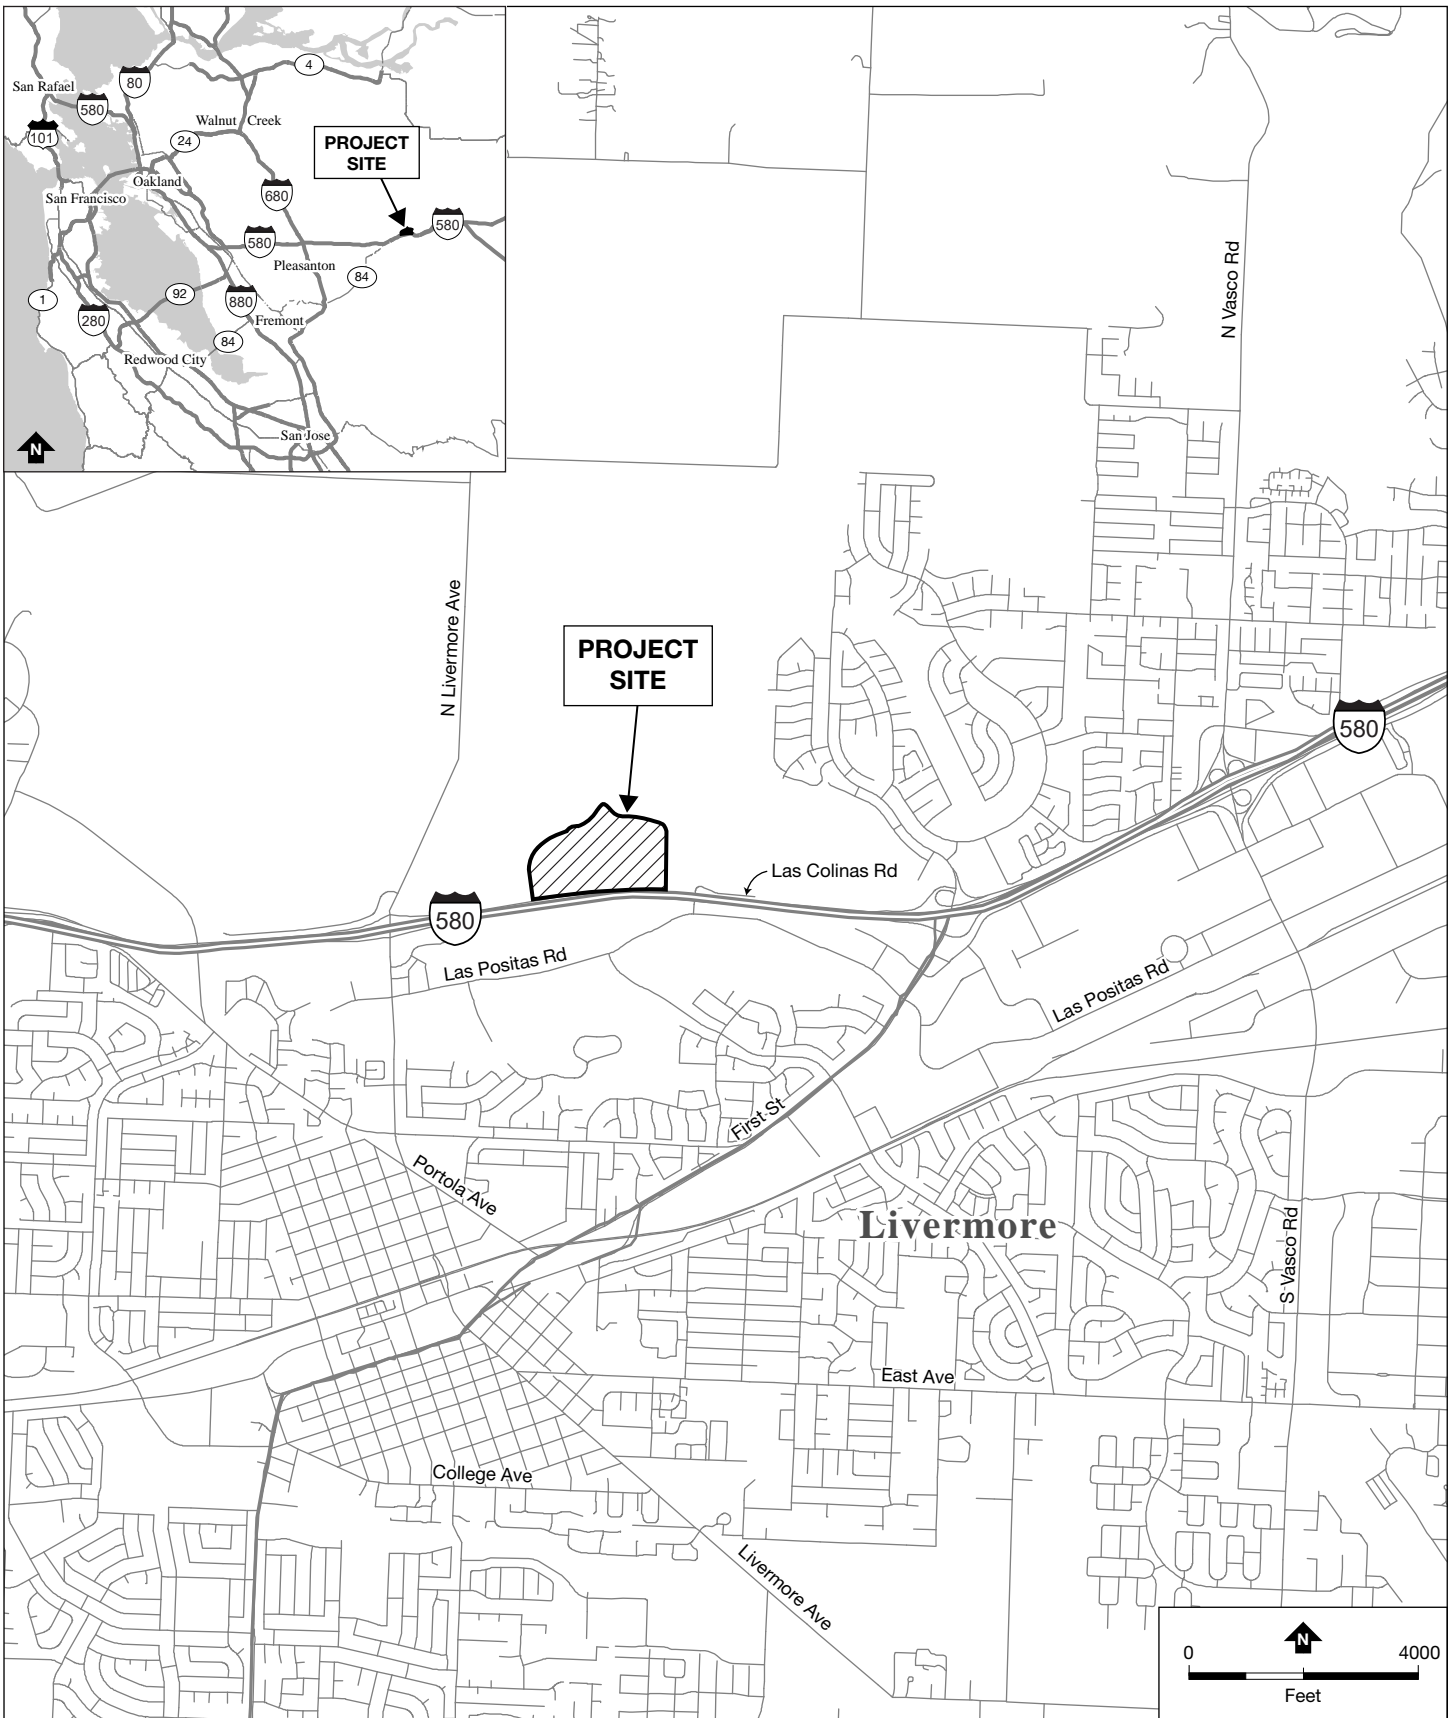 San Rafael
80
4
580
101
Walnut Creek
24
PROJECT
SITE
Oakland
680
San Francisco
580
580
Pleasanton
84
1
92
880
280
Fremont
84
Redwood City
San Jose
N
N Vasco Rd
N Livermore Ave
PROJECT
SITE
580
Las Colinas Rd
580
Las Positas Rd
Las Positas Rd
First St
Portola Ave
Livermore
S Vasco Rd
East Ave
College Ave
Livermore Ave
N
0
4000
Feet